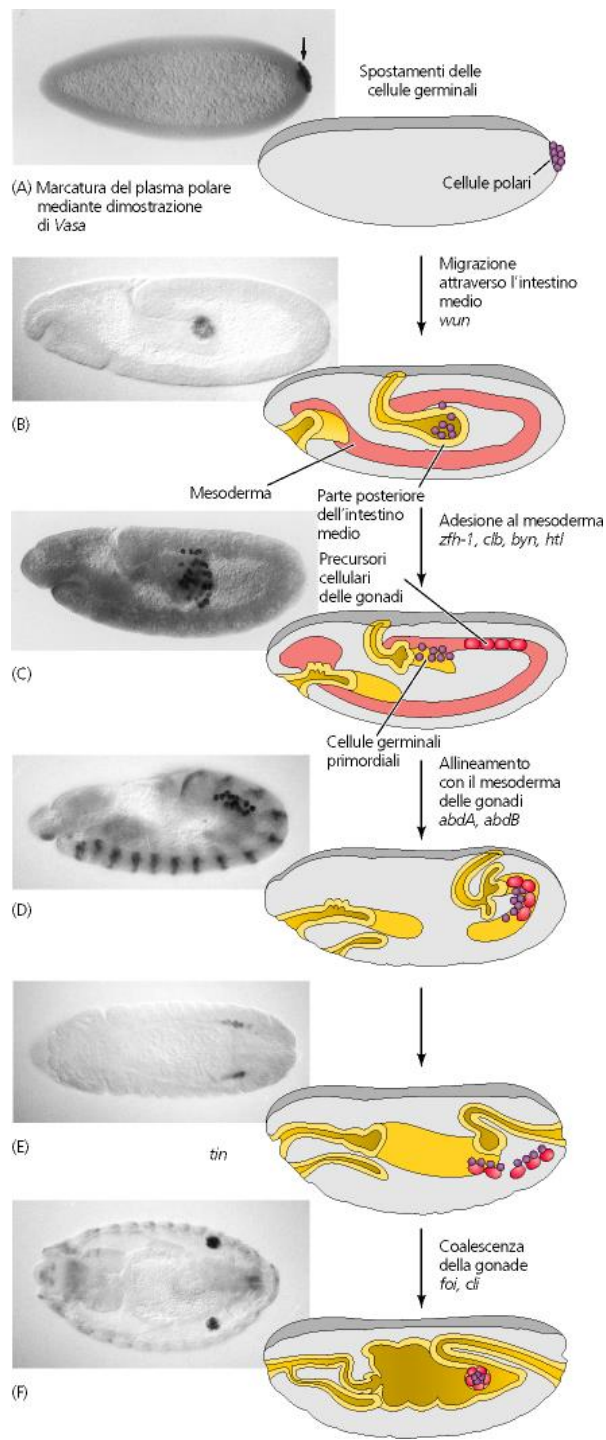 Spostamenti delle
cellule germinali
Cellule polari
(A) Marcatura del plasma polare
mediante dimostrazione
di Vasa
Migrazione
attraverso l'intestino
medio
wun
(B)
Mesoderma
Parte posteriore
dell'intestino
medio
Adesione al mesoderma
zfh-1, clb, byn, htl
Precursori
cellulari
delle gonadi
(C)
Cellule germinali
primordiali
Allineamento
con il mesoderma
delle gonadi
abdA, abdB
(D)
(E)
tin
Coalescenza
della gonade
foi, cli
(F)